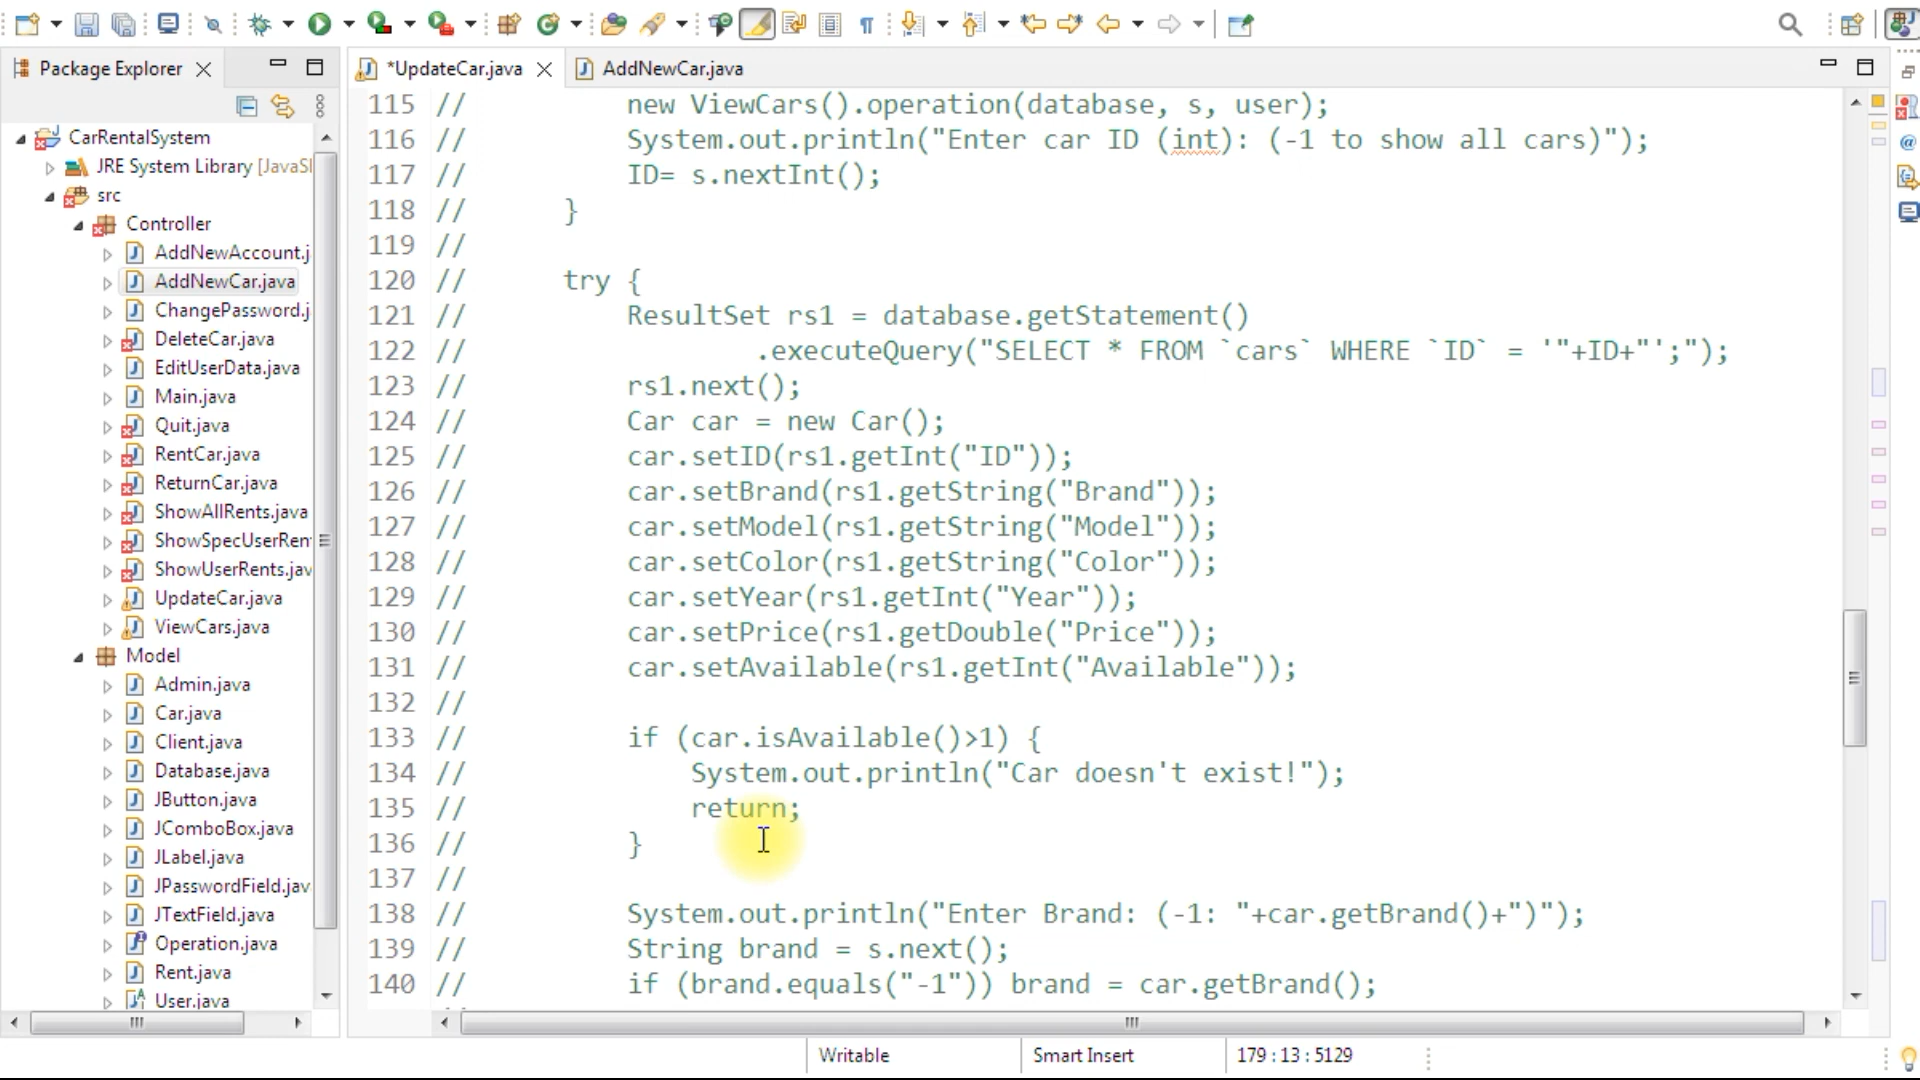 Package Explorer
*UpdateCar.java
AddNewCar.java
CarRentalSystem
JRE System Library [JavaSE
src
Controller
AddNewAccount.j
AddNewCar.java
ChangePassword.j
DeleteCar.java
EditUserData.java
Main.java
Quit.java
RentCar.java
ReturnCar.java
ShowAllRents.java
ShowSpecUserRen
ShowUserRents.jav
UpdateCar.java
ViewCars.java
Model
Admin.java
Car.java
Client.java
Database.java
JButton.java
JComboBox.java
JLabel.java
JPasswordField.jav
JTextField.java
Operation.java
Rent.java
User.java
115 // new ViewCars().operation(database, s, user);
116 // System.out.println("Enter car ID (int): (-1 to show all cars)");
117 // ID= s.nextInt();
118 // }
119 //
120 // try {
121 // ResultSet rs1 = database.getStatement()
122 // .executeQuery("SELECT * FROM `cars` WHERE `ID` = '"+ID+"';");
123 // rs1.next();
124 // Car car = new Car();
125 // car.setID(rs1.getInt("ID"));
126 // car.setBrand(rs1.getString("Brand"));
127 // car.setModel(rs1.getString("Model"));
128 // car.setColor(rs1.getString("Color"));
129 // car.setYear(rs1.getInt("Year"));
130 // car.setPrice(rs1.getDouble("Price"));
131 // car.setAvailable(rs1.getInt("Available"));
132 //
133 // if (car.isAvailable()>1) {
134 // System.out.println("Car doesn't exist!");
135 // return;
136 // }
137 //
138 // System.out.println("Enter Brand: (-1: "+car.getBrand()+")");
139 // String brand = s.next();
140 // if (brand.equals("-1")) brand = car.getBrand();
Writable
Smart Insert
179 : 13 : 5129